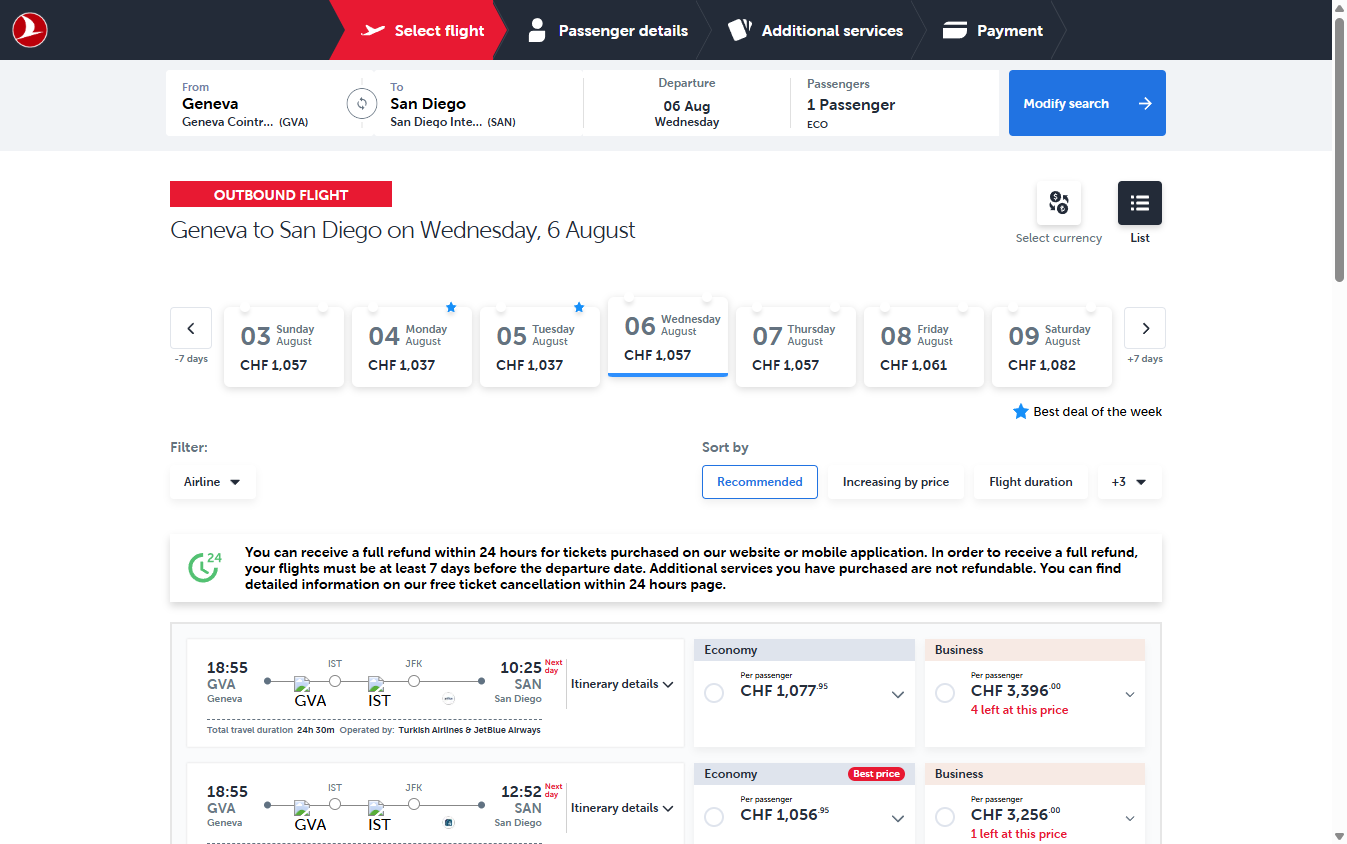 Select flight
Passenger details
Additional services
Payment
From
Geneva
Geneva Cointr... (GVA)
To
San Diego
San Diego Inte... (SAN)
Departure
06 Aug
Wednesday
Passengers
1 Passenger
ECO
Modify search
OUTBOUND FLIGHT
Geneva to San Diego on Wednesday, 6 August
Select currency
List
-7 days
03 Sunday August
CHF 1,057
04 Monday August
CHF 1,037
05 Tuesday August
CHF 1,037
06 Wednesday August
CHF 1,057
07 Thursday August
CHF 1,057
08 Friday August
CHF 1,061
09 Saturday August
CHF 1,082
+7 days
Best deal of the week
Filter:
Airline
Sort by
Recommended
Increasing by price
Flight duration
+3
24
You can receive a full refund within 24 hours for tickets purchased on our website or mobile application. In order to receive a full refund,
your flights must be at least 7 days before the departure date. Additional services you have purchased are not refundable. You can find
detailed information on our free ticket cancellation within 24 hours page.
18:55
GVA
Geneva
IST
JFK
GVA
IST
10:25 Next day
SAN
San Diego
Itinerary details
Total travel duration 24h 30m Operated by: Turkish Airlines & JetBlue Airways
Economy
Per passenger
CHF 1,077.95
Business
Per passenger
CHF 3,396.00
4 left at this price
18:55
GVA
Geneva
IST
JFK
GVA
IST
12:52 Next day
SAN
San Diego
Itinerary details
Economy
Best price
Per passenger
CHF 1,056.95
Business
Per passenger
CHF 3,256.00
1 left at this price